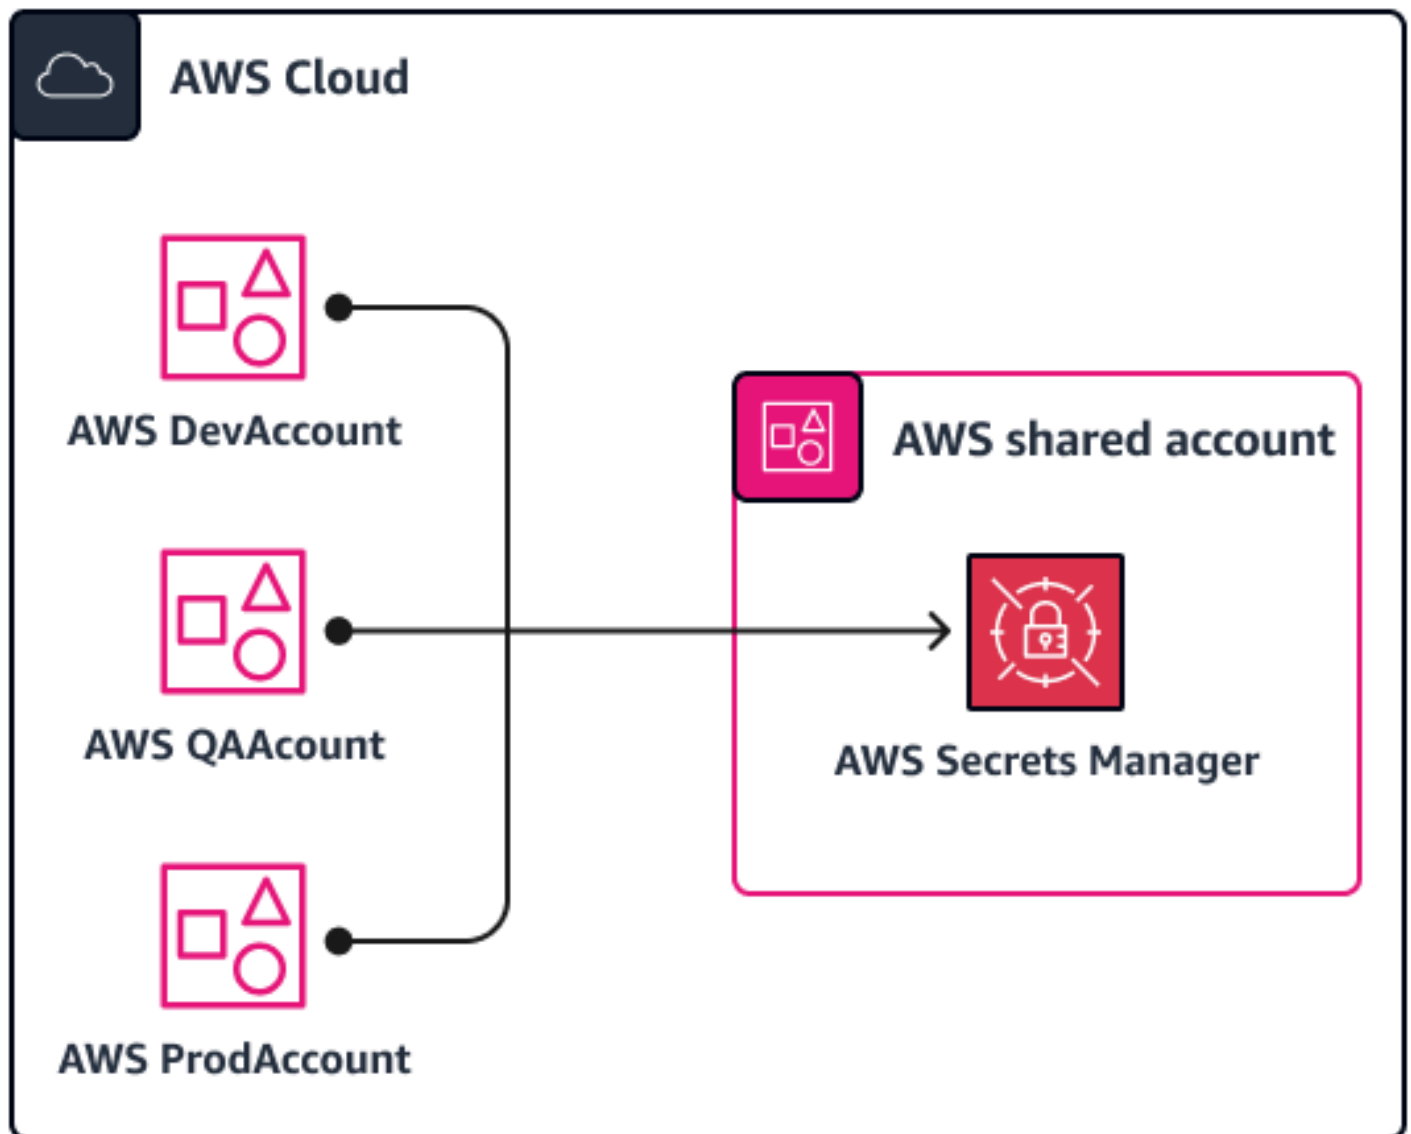 AWS Cloud
AWS DevAccount
AWS shared account
AWS QAAcount
AWS Secrets Manager
AWS ProdAccount